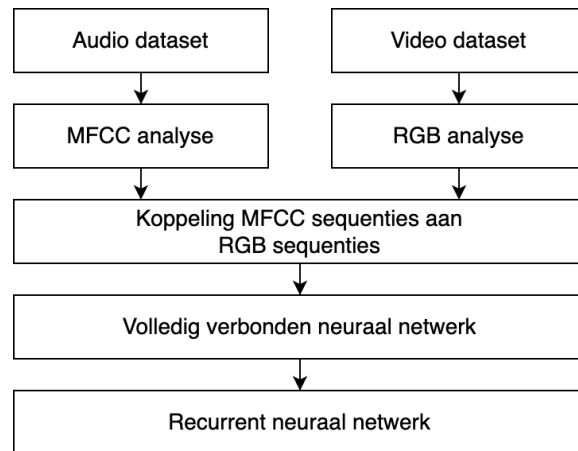 Audio dataset
Video dataset
MFCC analyse
RGB analyse
Koppeling MFCC sequenties aan
RGB sequenties
Volledig verbonden neuraal netwerk
Recurrent neuraal netwerk